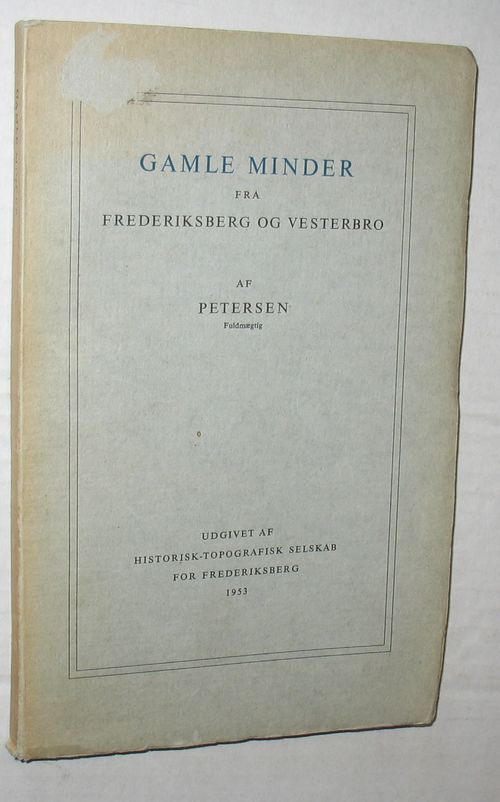 GAMLE MINDER
FRA
FREDERIKSBERG OG VESTERBRO
AF
PETERSEN
Fuldmægtig
UDGIVET AF
HISTORISK-TOPOGRAFISK SELSKAB
FOR FREDERIKSBERG
1953